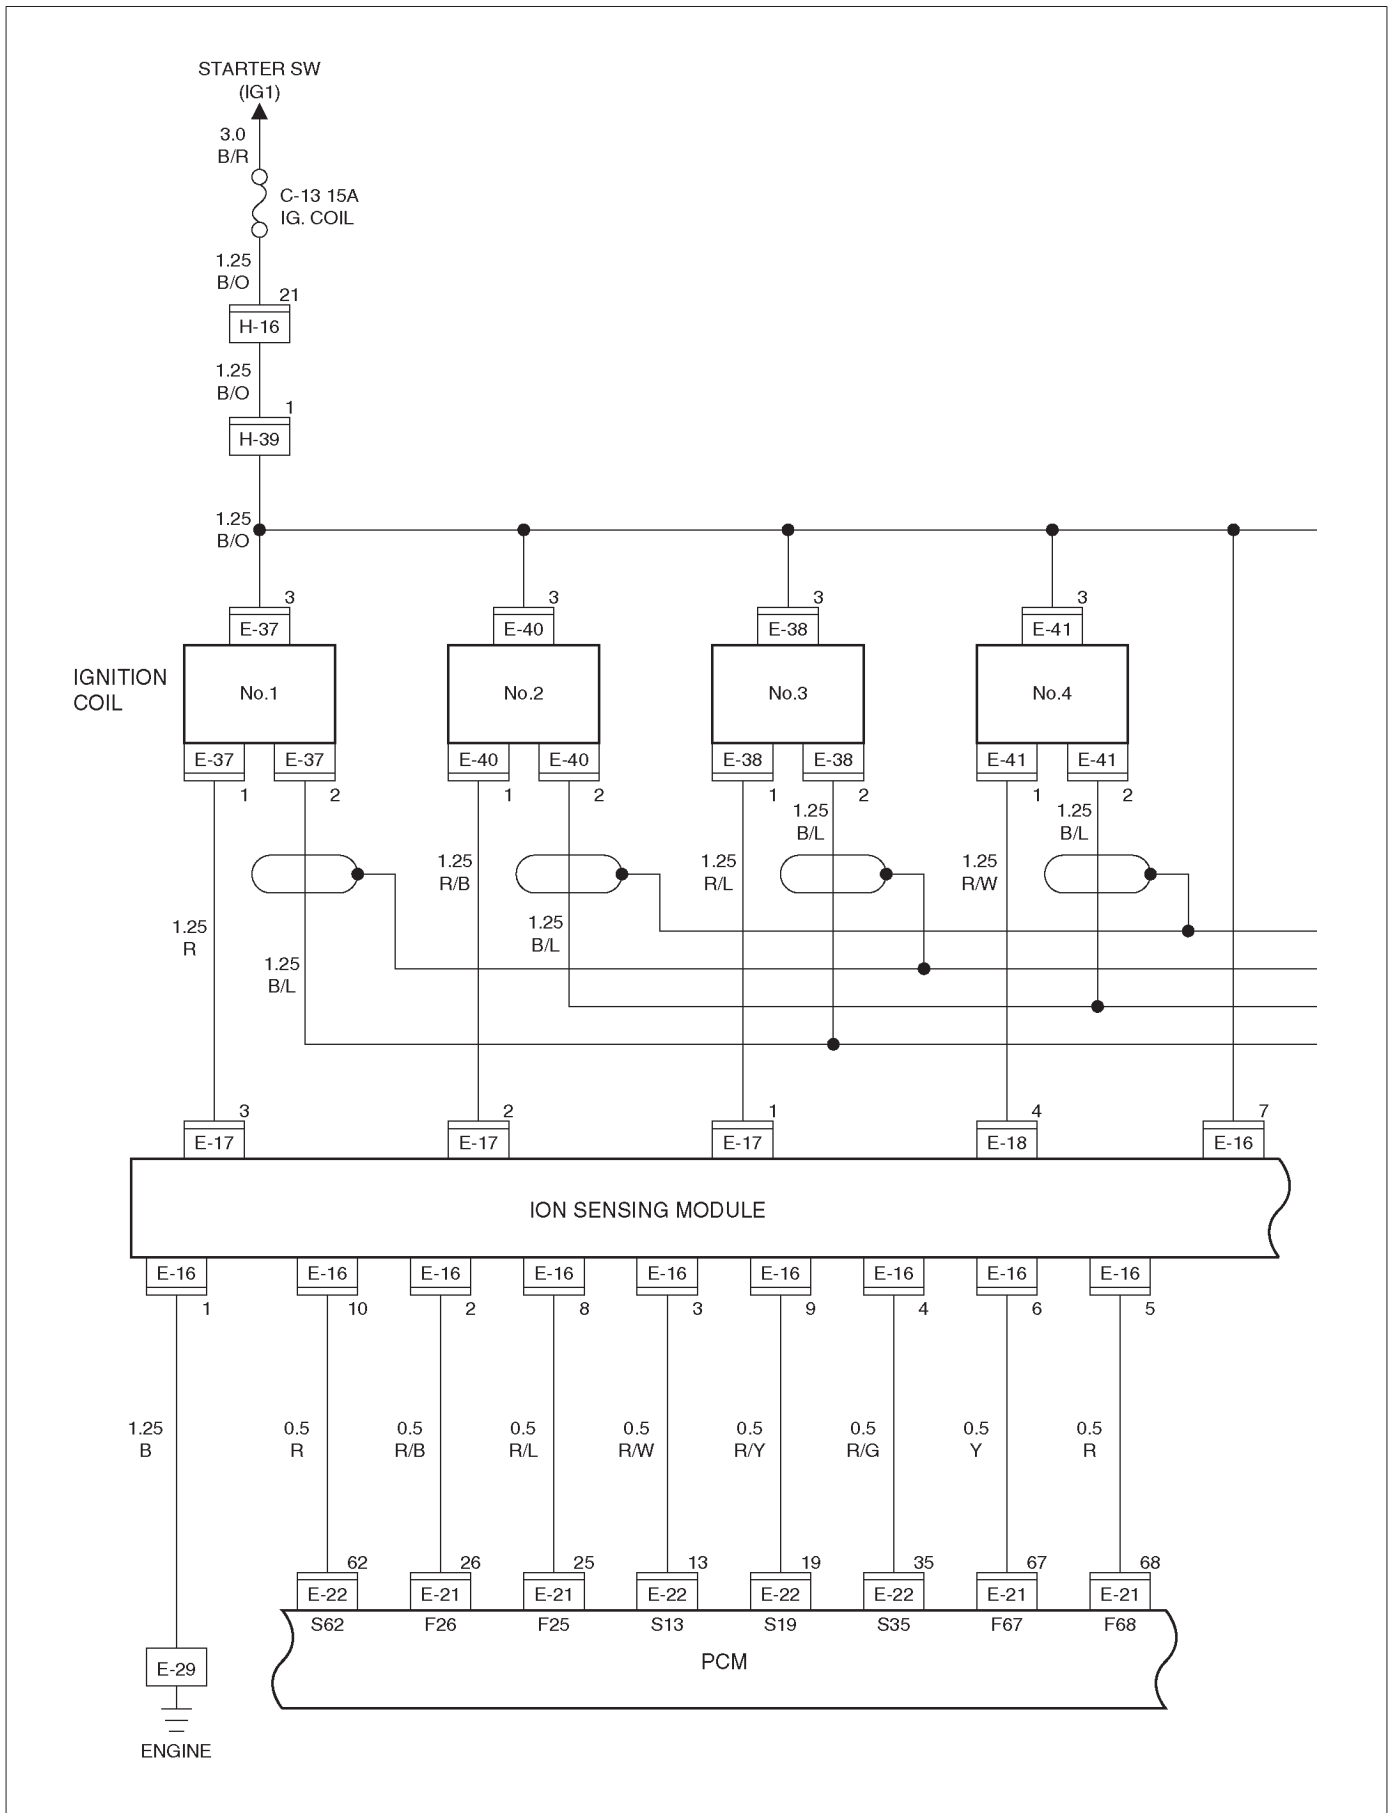 STARTER SW
(IG1)
3.0
B/R
C-13 15A
IG. COIL
1.25
B/O
21
H-16
1.25
B/O
1
H-39
1.25
B/O
3 3 3 3
E-37 E-40 E-38 E-41
IGNITION
COIL
No.1 No.2 No.3 No.4
E-37 E-37 E-40 E-40 E-38 E-38 E-41 E-41
1 2 1 2 1 2 1 2
1.25
B/L
1.25
B/L
1.25
R/B
1.25
R/L
1.25
R/W
1.25
R
1.25
B/L
1.25
B/L
3 2 1 4 7
E-17 E-17 E-17 E-18 E-16
ION SENSING MODULE
E-16 E-16 E-16 E-16 E-16 E-16 E-16 E-16 E-16
1 10 2 8 3 9 4 6 5
1.25 0.5 0.5 0.5 0.5 0.5 0.5 0.5 0.5
B R R/B R/L R/W R/Y R/G Y R
62 26 25 13 19 35 67 68
E-22 E-21 E-21 E-22 E-22 E-22 E-21 E-21
S62 F26 F25 S13 S19 S35 F67 F68
PCM
E-29
ENGINE